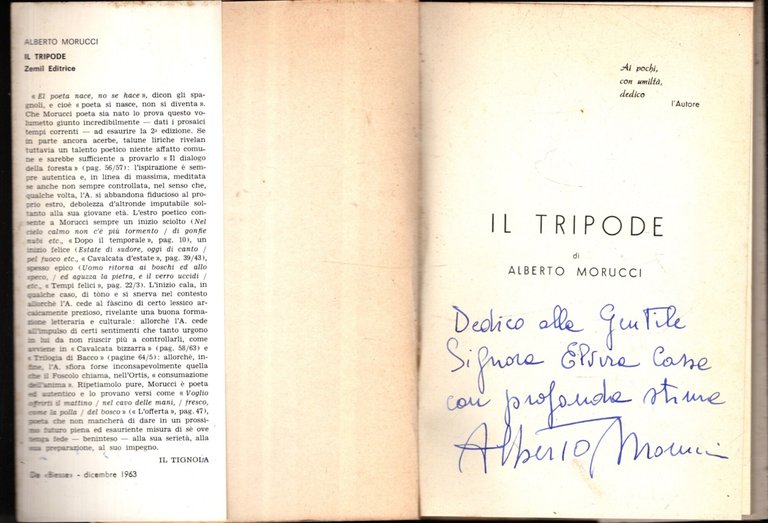 ALBERTO MORUCCI
IL TRIPODE
Zemil Editrice
« El poeta nace, no se hace », dicon gli spa-
gnoli, e cioè « poeta si nasce, non si diventa ».
Che Morucci poeta sia nato lo prova questo vo-
lumetto giunto incredibilmente — dati i prosaici
tempi correnti — ad esaurire la 2ª edizione. Se
in parte ancora acerbe, talune liriche rivelan
tuttavia un talento poetico niente affatto comu-
ne e sarebbe sufficiente a provarlo « Il dialogo
della foresta » (pag. 56/57): l'ispirazione è sem-
pre autentica e, in linea di massima, meditata
se anche non sempre controllata, nel senso che,
qualche volta, l'A. si abbandona fiducioso al pro-
prio estro, debolezza d'altronde imputabile sol-
tanto alla sua giovane età. L'estro poetico con-
sente a Morucci sempre un inizio sciolto (Nel
cielo calmo non c'è più tormento / di gonfie
nubi etc., « Dopo il temporale », pag. 10), un
inizio felice (Estate di sudore, oggi di canto /
pel fuoco etc., « Cavalcata d'estate », pag. 39/43),
spesso epico (Uomo ritorna ai boschi ed allo
speco, / ed aguzza la pietra, e il verro uccidi /
etc., « Tempi felici », pag. 22/3). L'inizio cala, in
qualche caso, di tòno e si snerva nel contesto
allorchè l'A. cede al fascino di certo lessico ar-
caicamente prezioso, rivelante una buona forma-
zione letteraria e culturale: allorchè l'A. cede
all'impulso di certi sentimenti che tanto urgono
in lui da non riuscir più a controllarli, come
avviene in « Cavalcata bizzarra » (pag. 58/63) e
« Trilogia di Bacco » (pagine 64/5): allorchè, in-
fine, l'A. sfiora forse inconsapevolmente quella
che il Foscolo chiama, nell'Ortis, « consumazione
dell'anima ». Ripetiamolo pure, Morucci è poeta
ed autentico e lo provano versi come « Voglio
offrirti il mattino / nel cavo delle mani, / fresco,
come la polla / del bosco » (« L'offerta », pag. 47),
poeta che non mancherà di dare in un prossi-
mo futuro piena ed esauriente misura di sè ove
tenga fede — beninteso — alla sua serietà, alla
sua preparazione, al suo impegno.
IL TIGNOLA
Da «Biesse» - dicembre 1963
Ai pochi,
con umiltà,
dedico
l'Autore
IL TRIPODE
di
ALBERTO MORUCCI
Dedico alla Gentile
Signora Elvira Casse
con profonda stima
Alberto Morucci